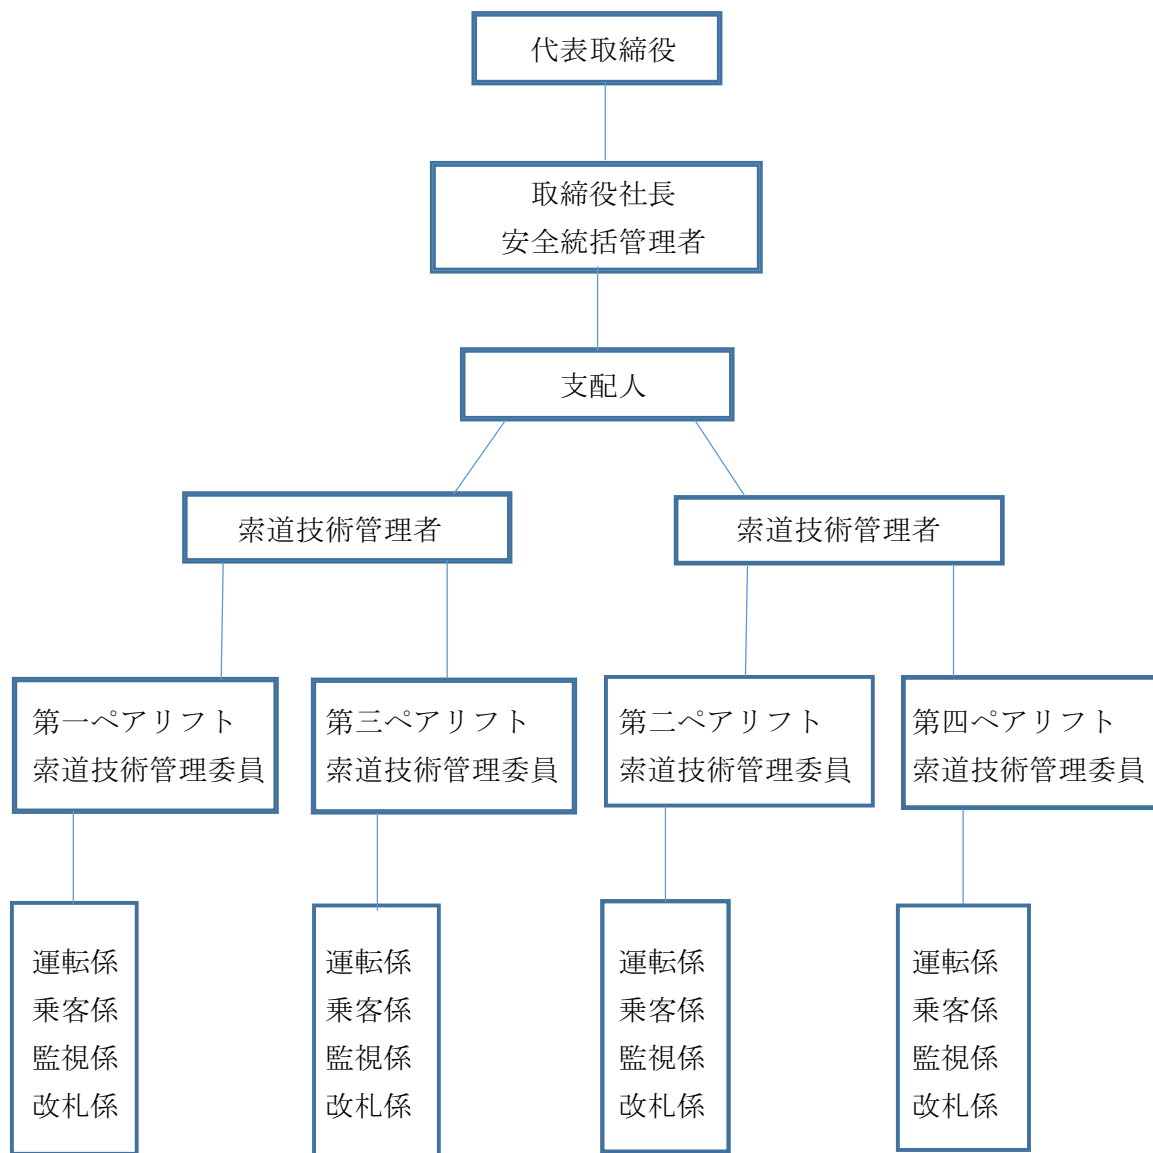 代表取締役
取締役社長
安全統括管理者
支配人
索道技術管理者
索道技術管理者
第一ペアリフト
索道技術管理委員
第三ペアリフト
索道技術管理委員
第二ペアリフト
索道技術管理委員
第四ペアリフト
索道技術管理委員
運転係
乗客係
監視係
改札係
運転係
乗客係
監視係
改札係
運転係
乗客係
監視係
改札係
運転係
乗客係
監視係
改札係